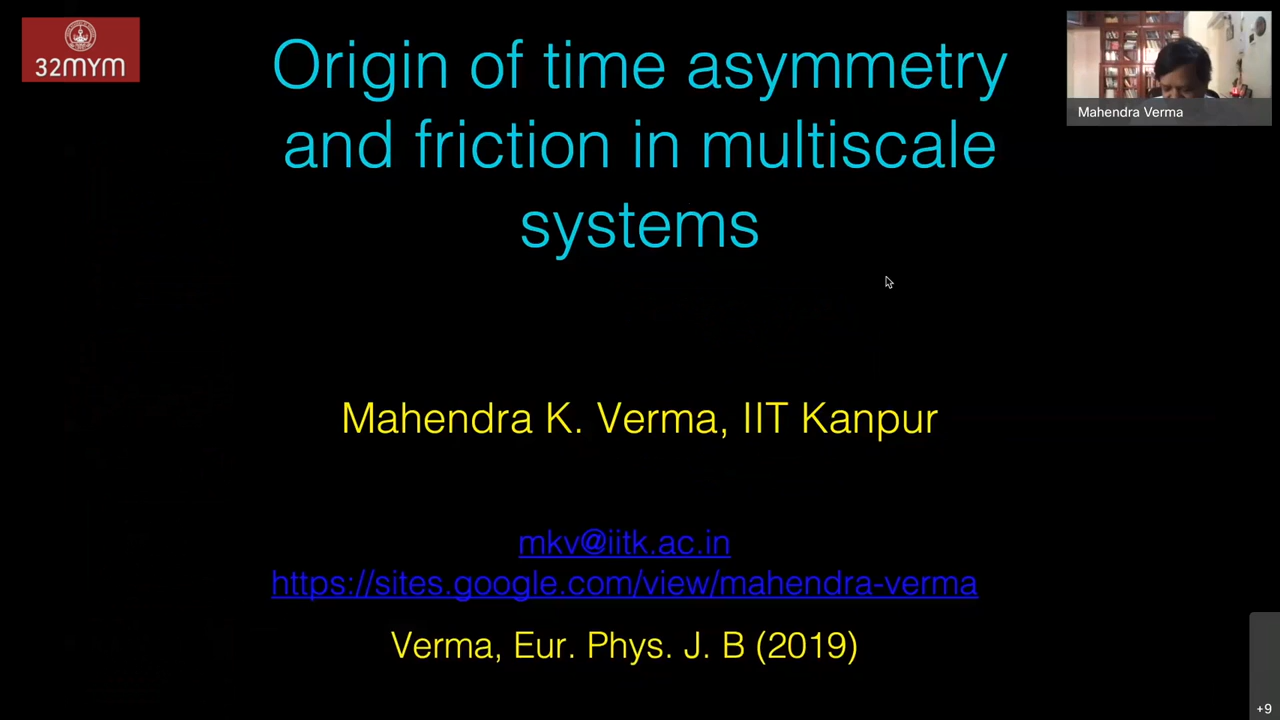 32MYM
Origin of time asymmetry
and friction in multiscale
systems
Mahendra Verma
Mahendra K. Verma, IIT Kanpur
mkv@iitk.ac.in
https://sites.google.com/view/mahendra-verma
Verma, Eur. Phys. J. B (2019)
+9